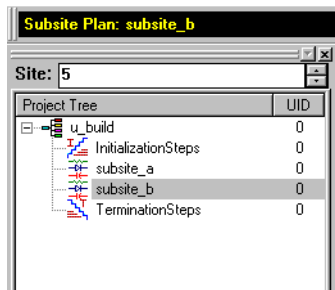 Subsite Plan: subsite_b
Site: 5
Project Tree UID
u_build 0
InitializationSteps 0
subsite_a 0
subsite_b 0
TerminationSteps 0